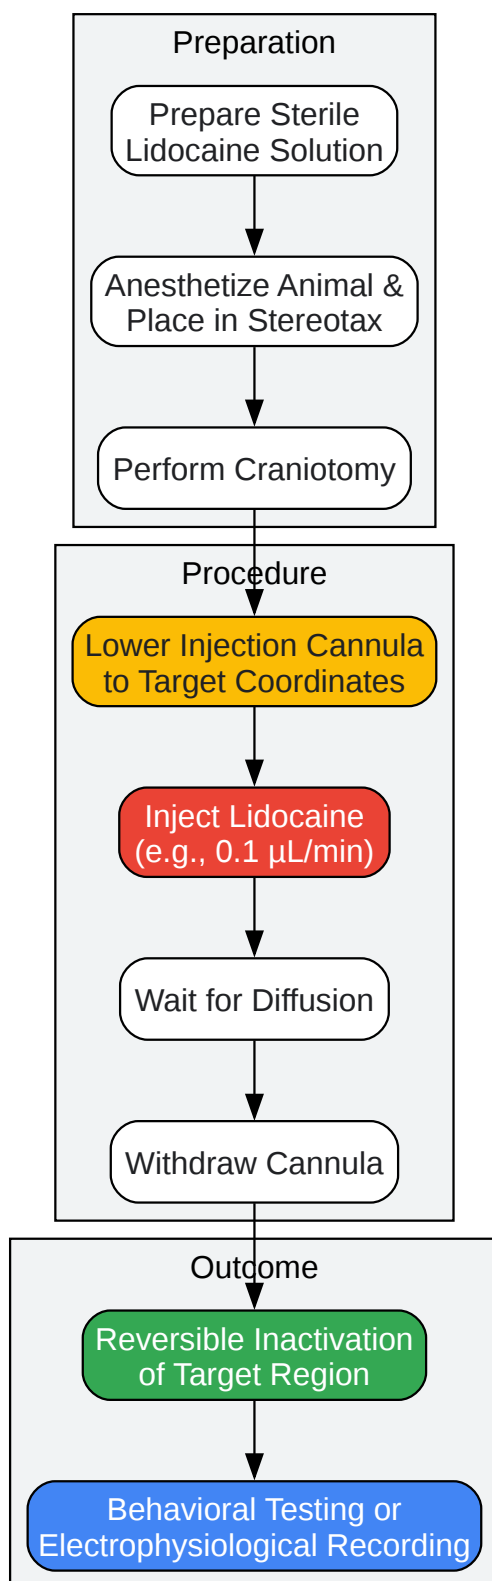 Preparation
Prepare Sterile
Lidocaine Solution
Anesthetize Animal &
Place in Stereotax
Perform Craniotomy
Procedure
Lower Injection Cannula
to Target Coordinates
Inject Lidocaine
(e.g., 0.1 µL/min)
Wait for Diffusion
Withdraw Cannula
Outcome
Reversible Inactivation
of Target Region
Behavioral Testing or
Electrophysiological Recording